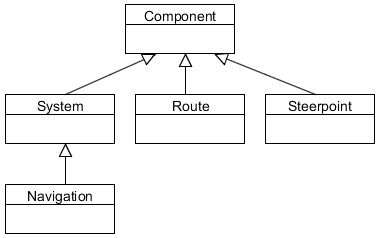 Component
System
Route
Steerpoint
Navigation